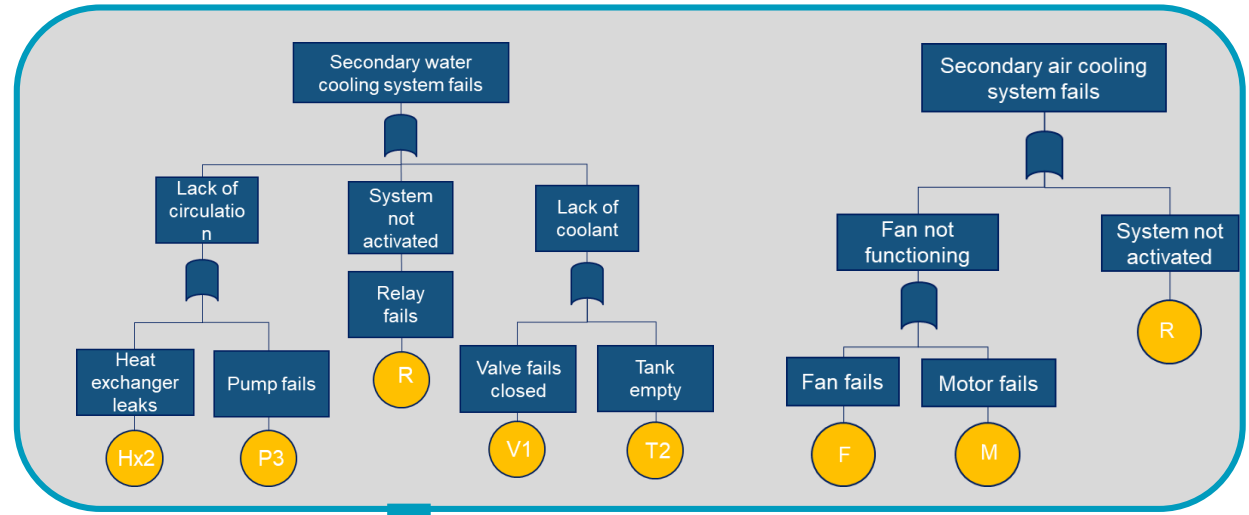 Secondary water
cooling system fails
Secondary air cooling
system fails
Lack of
circulatio
n
System
not
activated
Lack of
coolant
Fan not
functioning
System not
activated
Relay
fails
R
Heat
exchanger
leaks
Pump fails
R
Valve fails
closed
Tank
empty
Fan fails
Motor fails
Hx2
P3
V1
T2
F
M